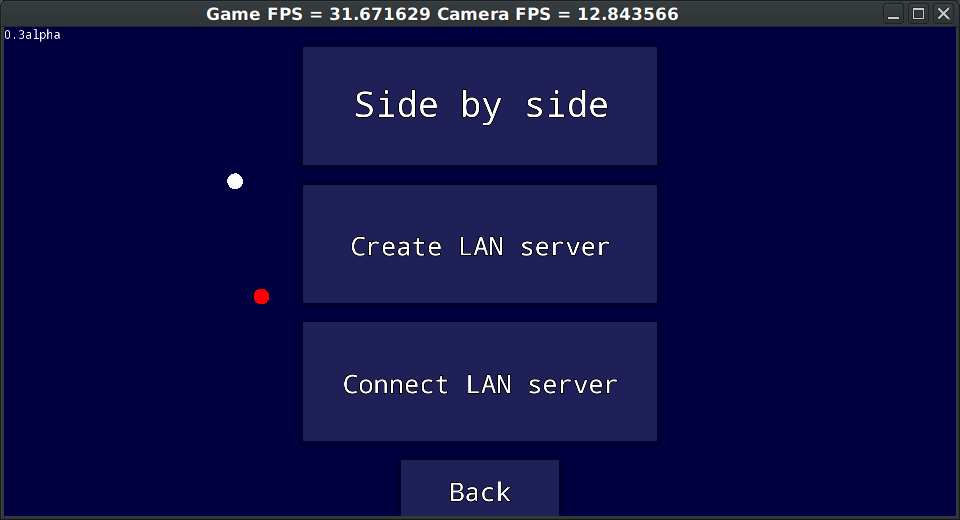 Game FPS = 31.671629 Camera FPS = 12.843566
0.3alpha
Side by side
Create LAN server
Connect LAN server
Back